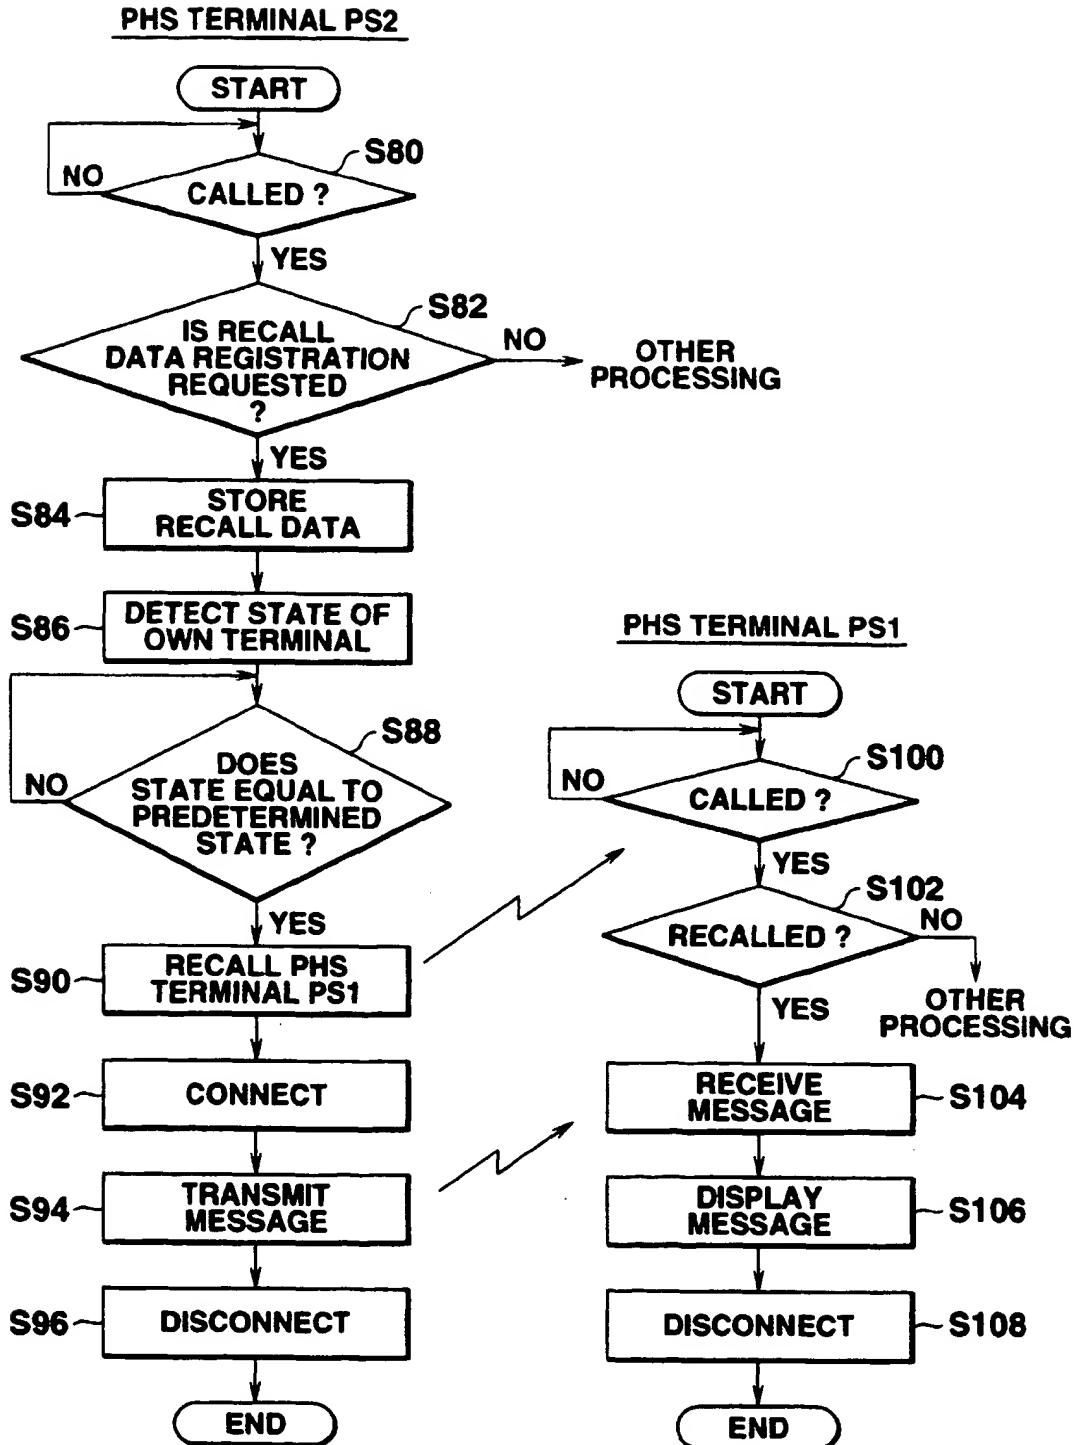 PHS TERMINAL PS2
START
S80
NO
CALLED ?
YES
S82
IS RECALL
DATA REGISTRATION
REQUESTED
?
NO
OTHER
PROCESSING
YES
S84
STORE
RECALL DATA
S86
DETECT STATE OF
OWN TERMINAL
S88
NO
DOES
STATE EQUAL TO
PREDETERMINED
STATE ?
YES
S90
RECALL PHS
TERMINAL PS1
S92
CONNECT
S94
TRANSMIT
MESSAGE
S96
DISCONNECT
END
PHS TERMINAL PS1
START
S100
NO
CALLED ?
YES
S102
RECALLED ?
NO
OTHER
PROCESSING
YES
RECEIVE
MESSAGE
S104
DISPLAY
MESSAGE
S106
DISCONNECT
S108
END